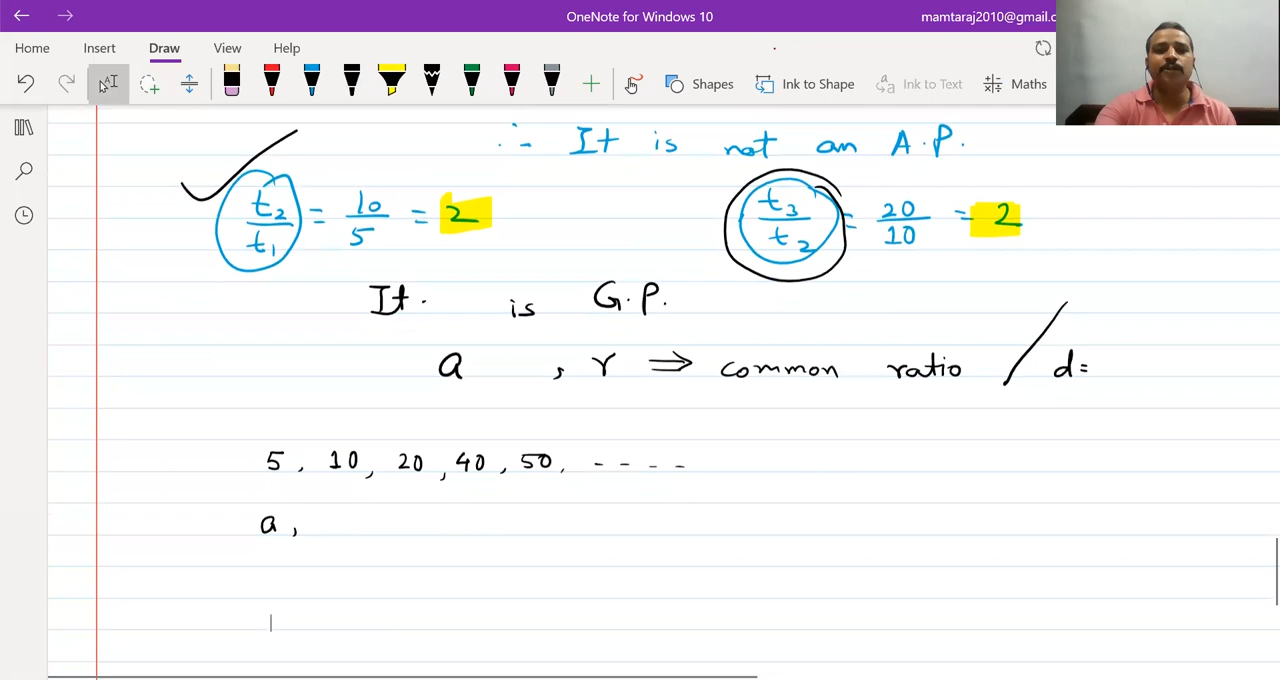 OneNote for Windows 10
mamtaraj2010@gmail.c
Home Insert Draw View Help
Shapes Ink to Shape Ink to Text Maths
∴ It is not an A.P.
t₂/t₁ = 10/5 = 2 t₃/t₂ = 20/10 = 2
It. is G.P.
a , r ⇒ common ratio / d=
5, 10, 20, 40, 50, - - - -
a,